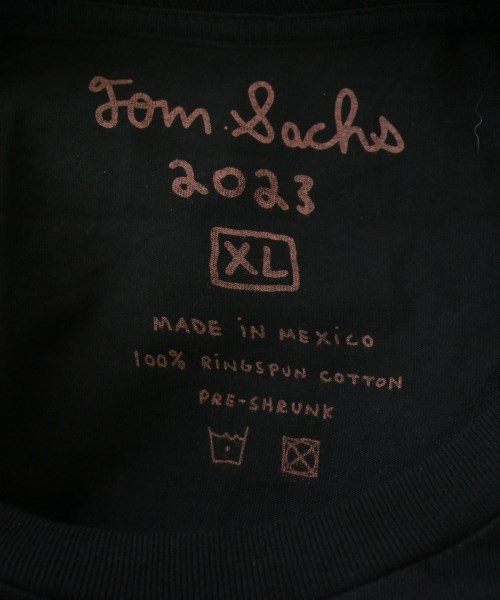 Tom Sachs
2023
XL
MADE iN MEXiCO
100% RINGSPUN COTTON
PRE-SHRUNK